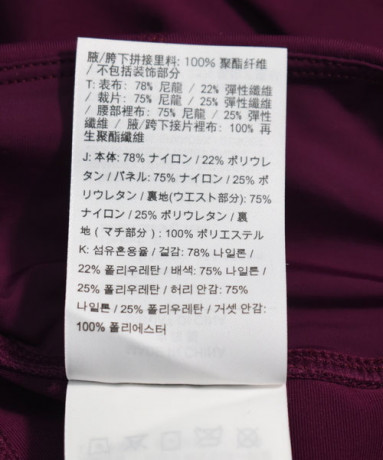 腋/胯下拼接里料: 100% 聚酯纤维
/ 不包括装饰部分
T: 表布: 78% 尼龍 / 22% 彈性纖維
/ 裁片: 75% 尼龍 / 25% 彈性纖維
/ 腰部裡布: 75% 尼龍 / 25% 彈性
纖維 / 腋/跨下接片裡布: 100% 再
生聚酯纖維
J: 本体: 78% ナイロン / 22% ポリウレ
タン / パネル: 75% ナイロン / 25% ポ
リウレタン / 裏地(ウエスト部分): 75%
ナイロン / 25% ポリウレタン / 裏
地 ( マチ部分 ) : 100% ポリエステル
K: 섬유혼용율 / 겉감: 78% 나일론 /
22% 폴리우레탄 / 배색: 75% 나일론 /
25% 폴리우레탄 / 허리 안감: 75%
나일론 / 25% 폴리우레탄 / 거셋 안감:
100% 폴리에스터